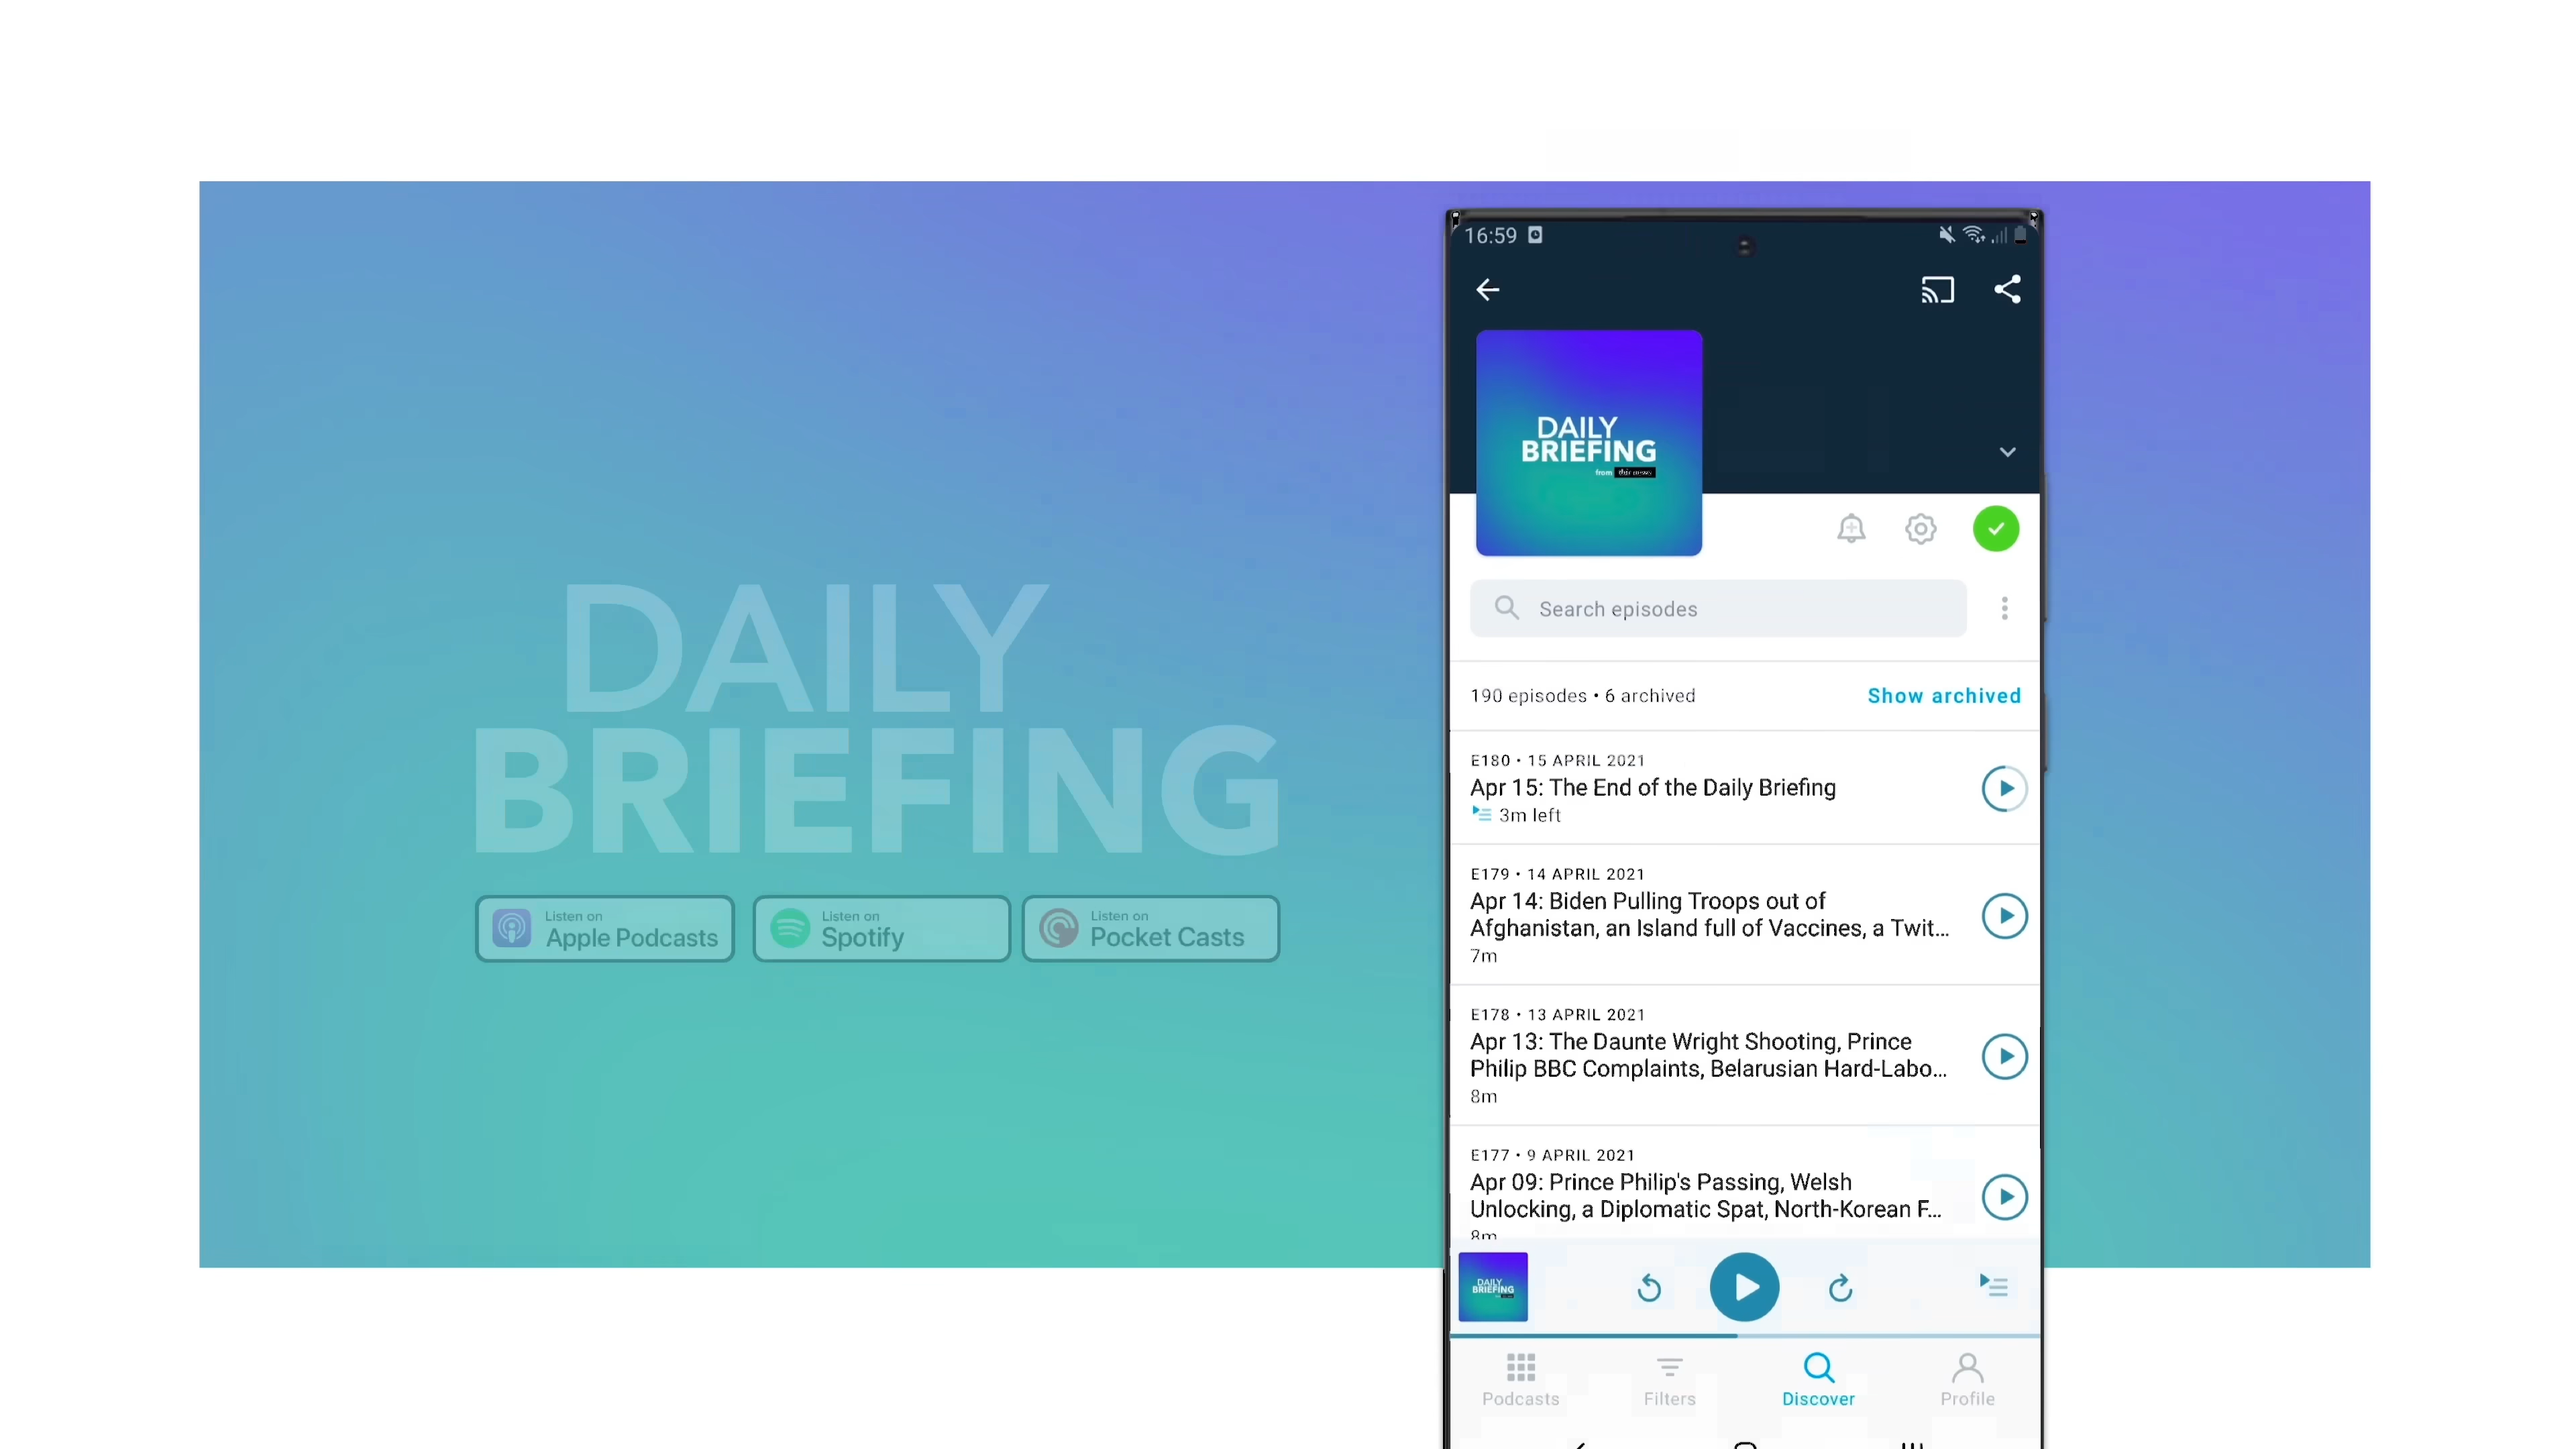 DAILY
BRIEFING
Listen on
Apple Podcasts
Listen on
Spotify
Listen on
Pocket Casts
16:59
DAILY
BRIEFING
from
Search episodes
190 episodes • 6 archived
Show archived
E180 • 15 APRIL 2021
Apr 15: The End of the Daily Briefing
3m left
E179 • 14 APRIL 2021
Apr 14: Biden Pulling Troops out of
Afghanistan, an Island full of Vaccines, a Twit...
7m
E178 • 13 APRIL 2021
Apr 13: The Daunte Wright Shooting, Prince
Philip BBC Complaints, Belarusian Hard-Labo...
8m
E177 • 9 APRIL 2021
Apr 09: Prince Philip's Passing, Welsh
Unlocking, a Diplomatic Spat, North-Korean F...
8m
DAILY
BRIEFING
Podcasts
Filters
Discover
Profile